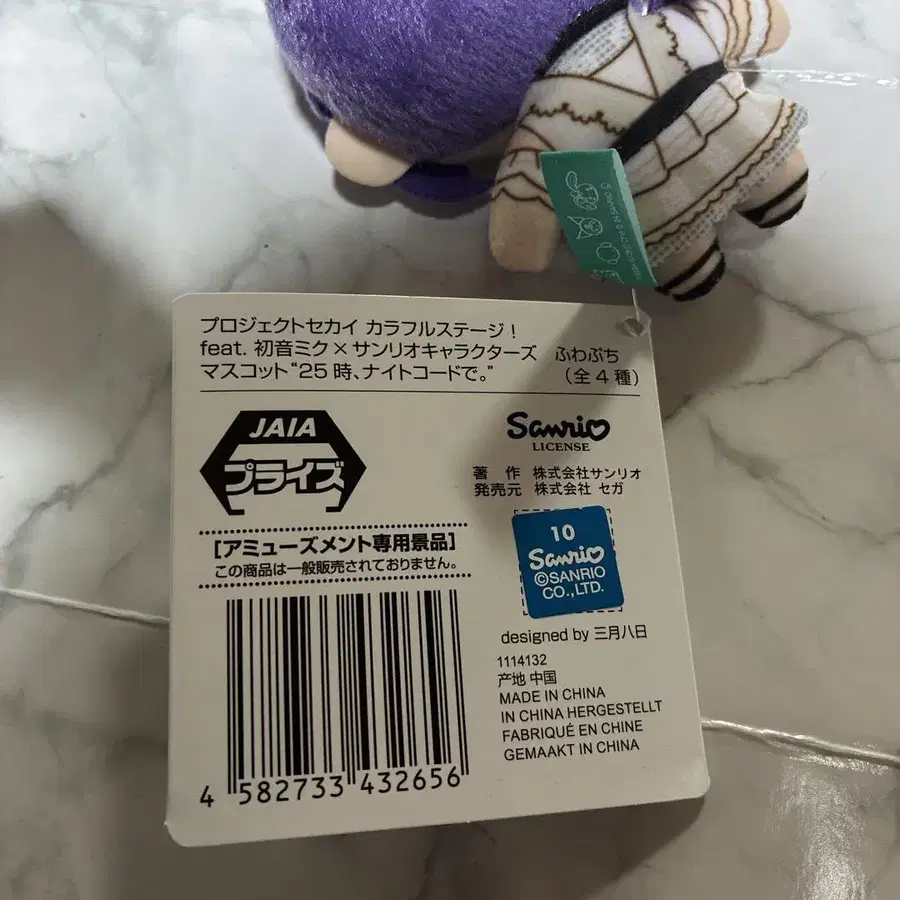 プロジェクトセカイ カラフルステージ！
feat. 初音ミク×サンリオキャラクターズ ふわぷち
マスコット“25時、ナイトコードで。” （全4種）
JAIA
プライズ
Sanrio
LICENSE
著 作 株式会社サンリオ
発売元 株式会社 セガ
[アミューズメント専用景品]
この商品は一般販売されておりません。
10
Sanrio
©SANRIO
CO.,LTD.
designed by 三月八日
1114132
产地 中国
MADE IN CHINA
IN CHINA HERGESTELLT
FABRIQUÉ EN CHINE
GEMAAKT IN CHINA
4 582733 432656